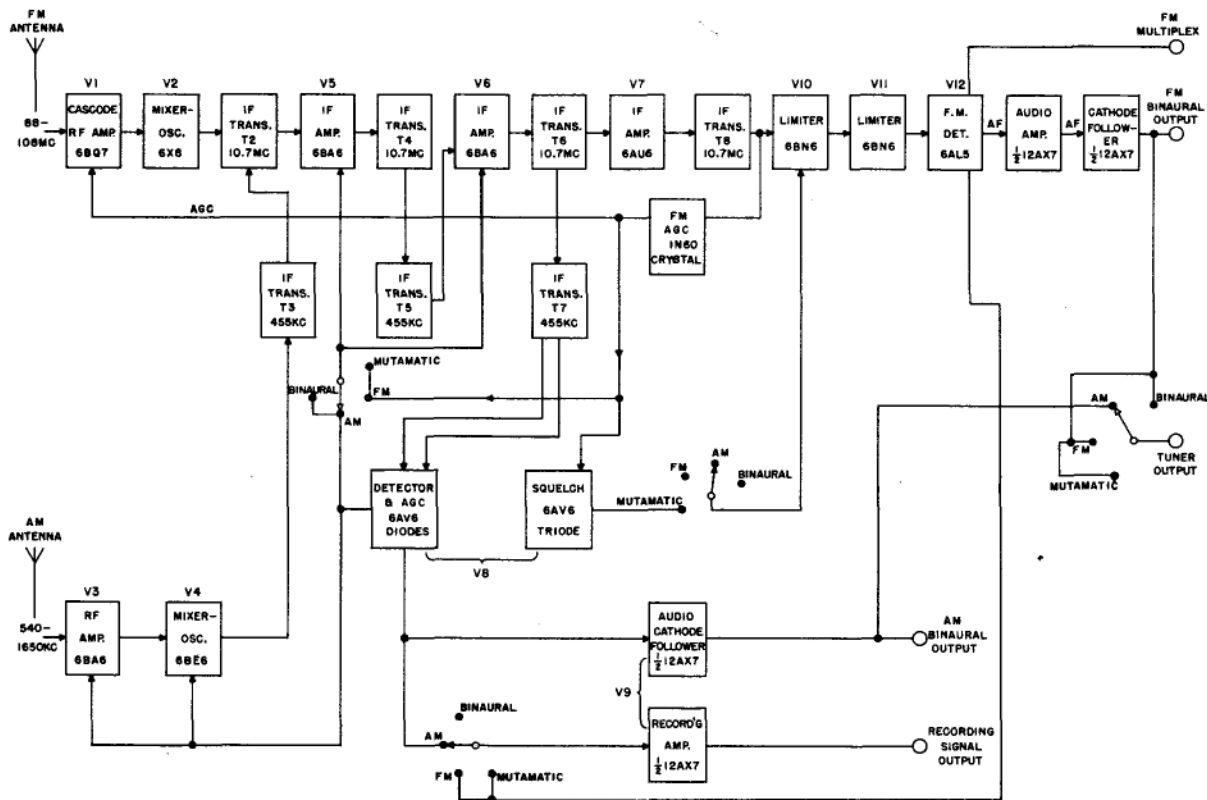 FM
ANTENNA
88-
108MC
V1
CASCODE
RF AMP.
6BQ7
V2
MIXER-
OSC.
6X8
IF
TRANS.
T2
10.7MC
V5
IF
AMP.
6BA6
IF
TRANS.
T4
10.7MC
V6
IF
AMP.
6BA6
IF
TRANS.
T6
10.7MC
V7
IF
AMP.
6AU6
IF
TRANS.
T8
10.7MC
V10
LIMITER
6BN6
V11
LIMITER
6BN6
V12
F.M.
DET.
6AL5
AF
AUDIO
AMP.
½ 12AX7
AF
CATHODE
FOLLOW-
ER
½ 12AX7
FM
MULTIPLEX
FM
BINAURAL
OUTPUT
AGC
FM
AGC
IN60
CRYSTAL
IF
TRANS.
T3
455KC
IF
TRANS.
T5
455KC
IF
TRANS.
T7
455KC
MUTAMATIC
BINAURAL
FM
AM
AM
BINAURAL
FM
MUTAMATIC
TUNER
OUTPUT
DETECTOR
& AGC
6AV6
DIODES
SQUELCH
6AV6
TRIODE
V8
FM
AM
BINAURAL
MUTAMATIC
AM
ANTENNA
540-
1650KC
V3
RF
AMP.
6BA6
V4
MIXER-
OSC.
6BE6
AUDIO
CATHODE
FOLLOWER
½ 12AX7
AM
BINAURAL
OUTPUT
V9
RECORD'G
AMP.
½ 12AX7
RECORDING
SIGNAL
OUTPUT
BINAURAL
AM
FM
MUTAMATIC